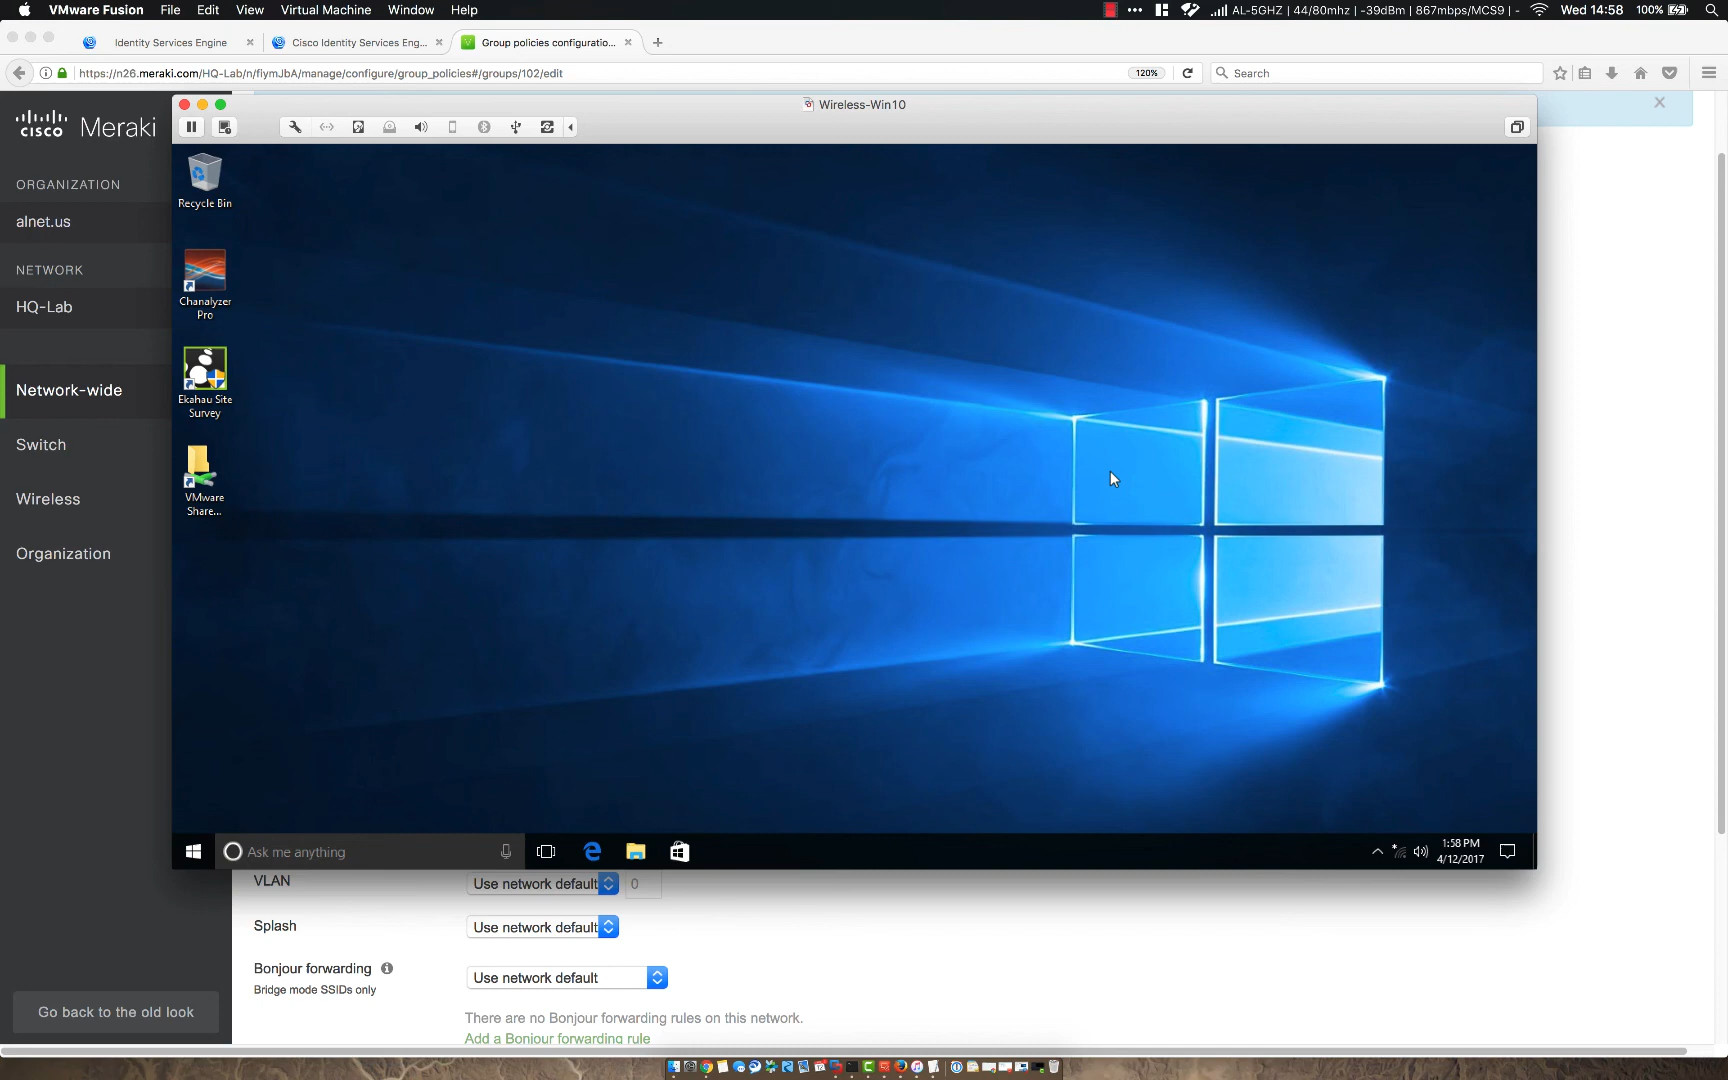 VMware Fusion File Edit View Virtual Machine Window Help
AL-5GHZ | 44/80mhz | -39dBm | 867mbps/MCS9 | - Wed 14:58 100%
Identity Services Engine
Cisco Identity Services Eng...
Group policies configuratio...
https://n26.meraki.com/HQ-Lab/n/fiymJbA/manage/configure/group_policies#/groups/102/edit
120%
Search
Wireless-Win10
cisco Meraki
ORGANIZATION
alnet.us
NETWORK
HQ-Lab
Network-wide
Switch
Wireless
Organization
Go back to the old look
Recycle Bin
Chanalyzer
Pro
Ekahau Site
Survey
VMware
Share...
Ask me anything
1:58 PM
4/12/2017
VLAN Use network default 0
Splash Use network default
Bonjour forwarding Use network default
Bridge mode SSIDs only
There are no Bonjour forwarding rules on this network.
Add a Bonjour forwarding rule